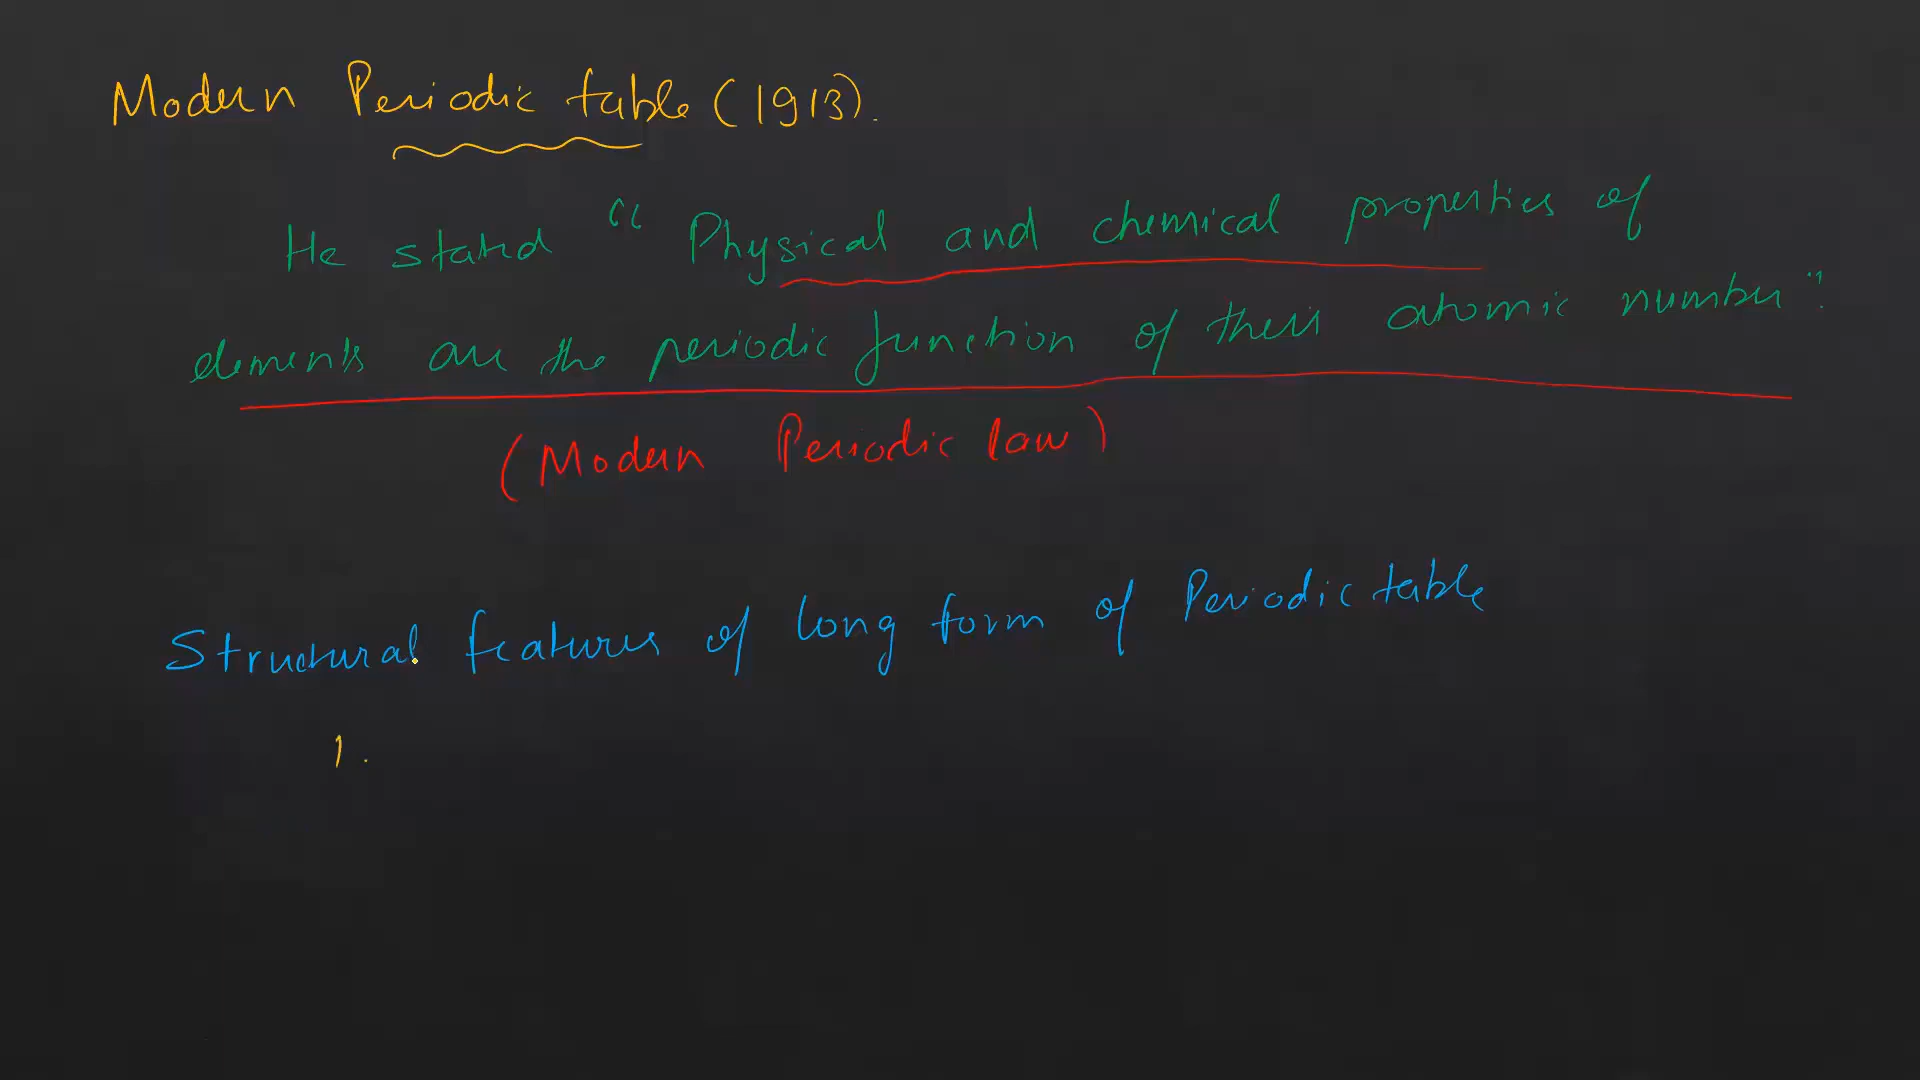 Modern Periodic table (1913).
He stated "Physical and chemical properties of
elements are the periodic function of their atomic number".
(Modern Periodic law)
Structural features of long form of Periodic table
1.